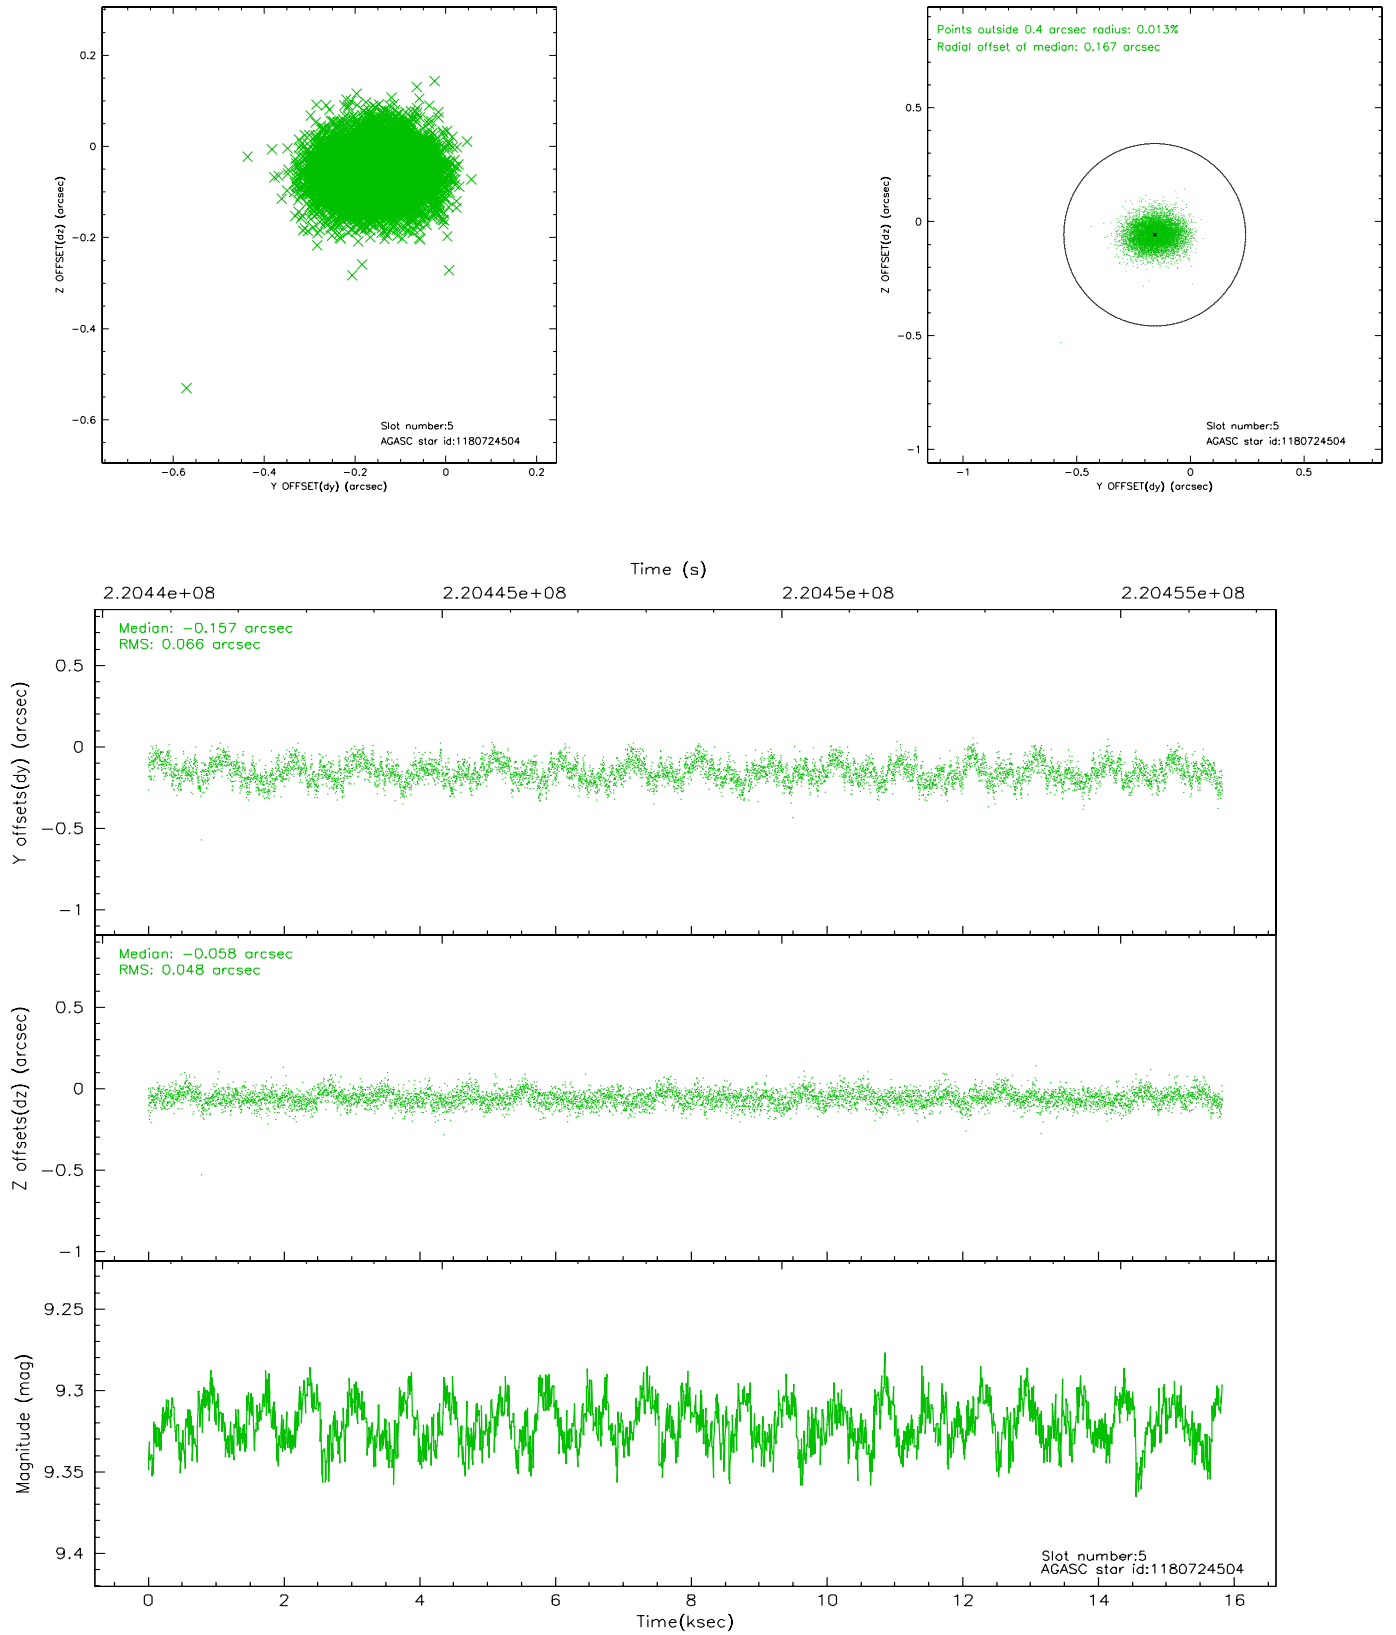 0.2
0
−0.2
−0.4
−0.6
Z OFFSET(dz) (arcsec)
Slot number:5
AGASC star id:1180724504
−0.6 −0.4 −0.2 0 0.2
Y OFFSET(dy) (arcsec)
Points outside 0.4 arcsec radius: 0.013%
Radial offset of median: 0.167 arcsec
0.5
0
−0.5
−1
Z OFFSET(dz) (arcsec)
Slot number:5
AGASC star id:1180724504
−1 −0.5 0 0.5
Y OFFSET(dy) (arcsec)
Time (s)
2.2044e+08 2.20445e+08 2.2045e+08 2.20455e+08
Median: −0.157 arcsec
RMS: 0.066 arcsec
0.5
0
−0.5
−1
Y offsets(dy) (arcsec)
Median: −0.058 arcsec
RMS: 0.048 arcsec
0.5
0
−0.5
−1
Z offsets(dz) (arcsec)
9.25
9.3
9.35
9.4
Magnitude (mag)
Slot number:5
AGASC star id:1180724504
0 2 4 6 8 10 12 14 16
Time(ksec)